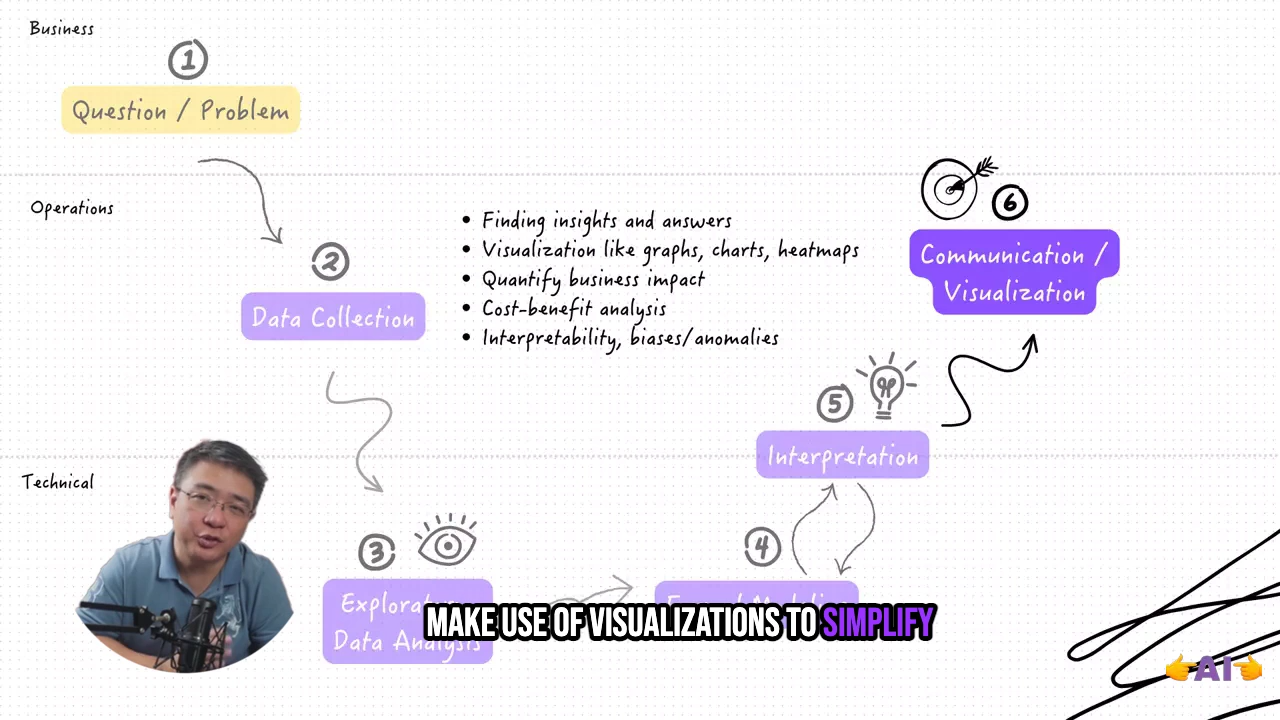 Business
1
Question / Problem
Operations
2
Data Collection
• Finding insights and answers
• Visualization like graphs, charts, heatmaps
• Quantify business impact
• Cost-benefit analysis
• Interpretability, biases/anomalies
6
Communication /
Visualization
5
Interpretation
Technical
3
Exploratory
Data Analysis
4
MAKE USE OF VISUALIZATIONS TO SIMPLIFY
AI